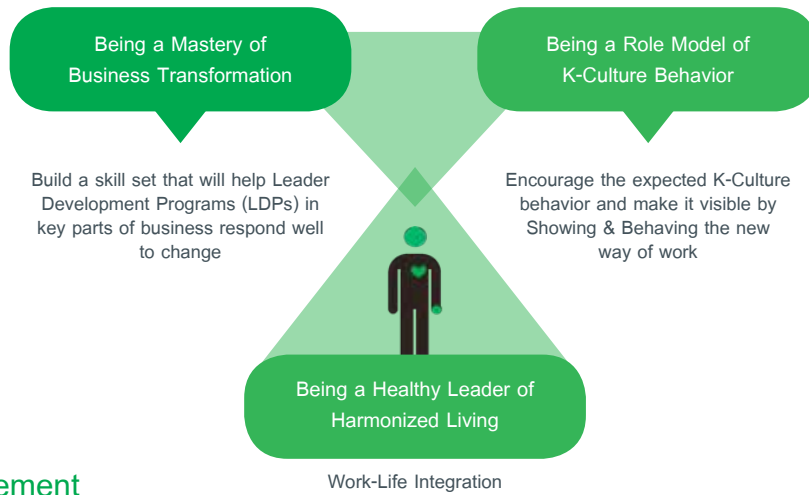 Being a Mastery of
Business Transformation
Build a skill set that will help Leader
Development Programs (LDPs) in
key parts of business respond well
to change
Being a Role Model of
K-Culture Behavior
Encourage the expected K-Culture
behavior and make it visible by
Showing & Behaving the new
way of work
Being a Healthy Leader of
Harmonized Living
Work-Life Integration